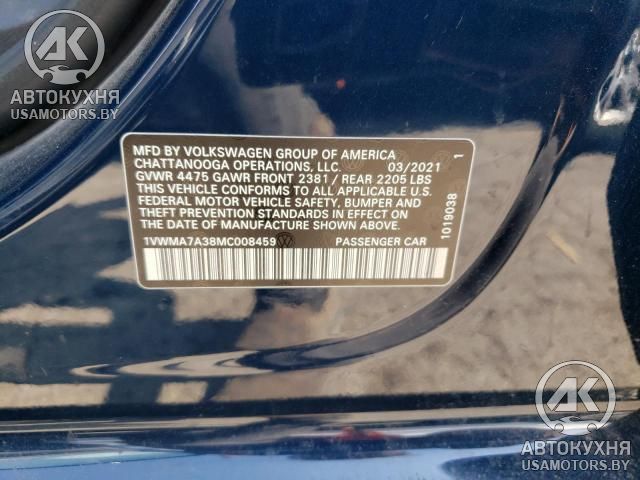 AK
АВТОКУХНЯ
USAMOTORS.BY
MFD BY VOLKSWAGEN GROUP OF AMERICA
CHATTANOOGA OPERATIONS, LLC. 03/2021
GVWR 4475 GAWR FRONT 2381 / REAR 2205 LBS
THIS VEHICLE CONFORMS TO ALL APPLICABLE
FEDERAL MOTOR VEHICLE SAFETY, BUMPER AND
THEFT PREVENTION STANDARDS IN EFFECT ON
THE DATE OF MANUFACTURE SHOWN ABOVE.
1VWMA7A38MC008459 PASSENGER CAR
1019038
1
AK
АВТОКУХНЯ
USAMOTORS.BY